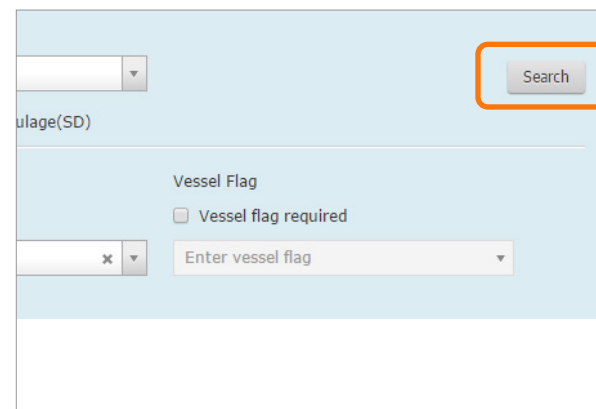 Search
ulage(SD)
Vessel Flag
Vessel flag required
Enter vessel flag